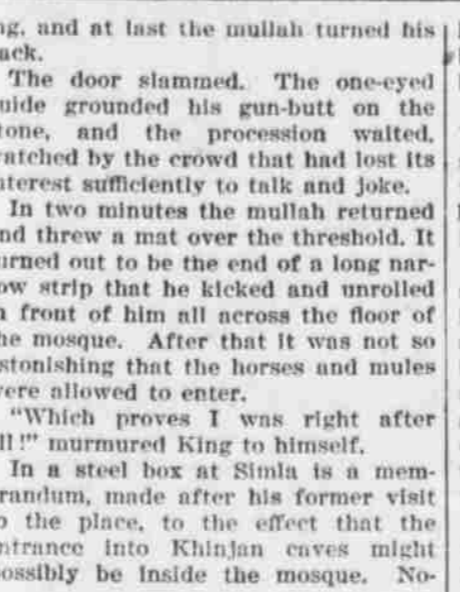 ng, and at last the mullah turned his
ack.
The door slammed. The one-eyed
uide grounded his gun-butt on the
tone, and the procession waited,
atched by the crowd that had lost its
nterest sufficiently to talk and joke.
In two minutes the mullah returned
nd threw a mat over the threshold. It
urned out to be the end of a long nar-
ow strip that he kicked and unrolled
n front of him all across the floor of
he mosque. After that it was not so
stonishing that the horses and mules
were allowed to enter.
"Which proves I was right after
ll!" murmured King to himself.
In a steel box at Simla is a mem-
randum, made after his former visit
o the place, to the effect that the
ntrance into Khinjan caves might
ossibly be inside the mosque. No-